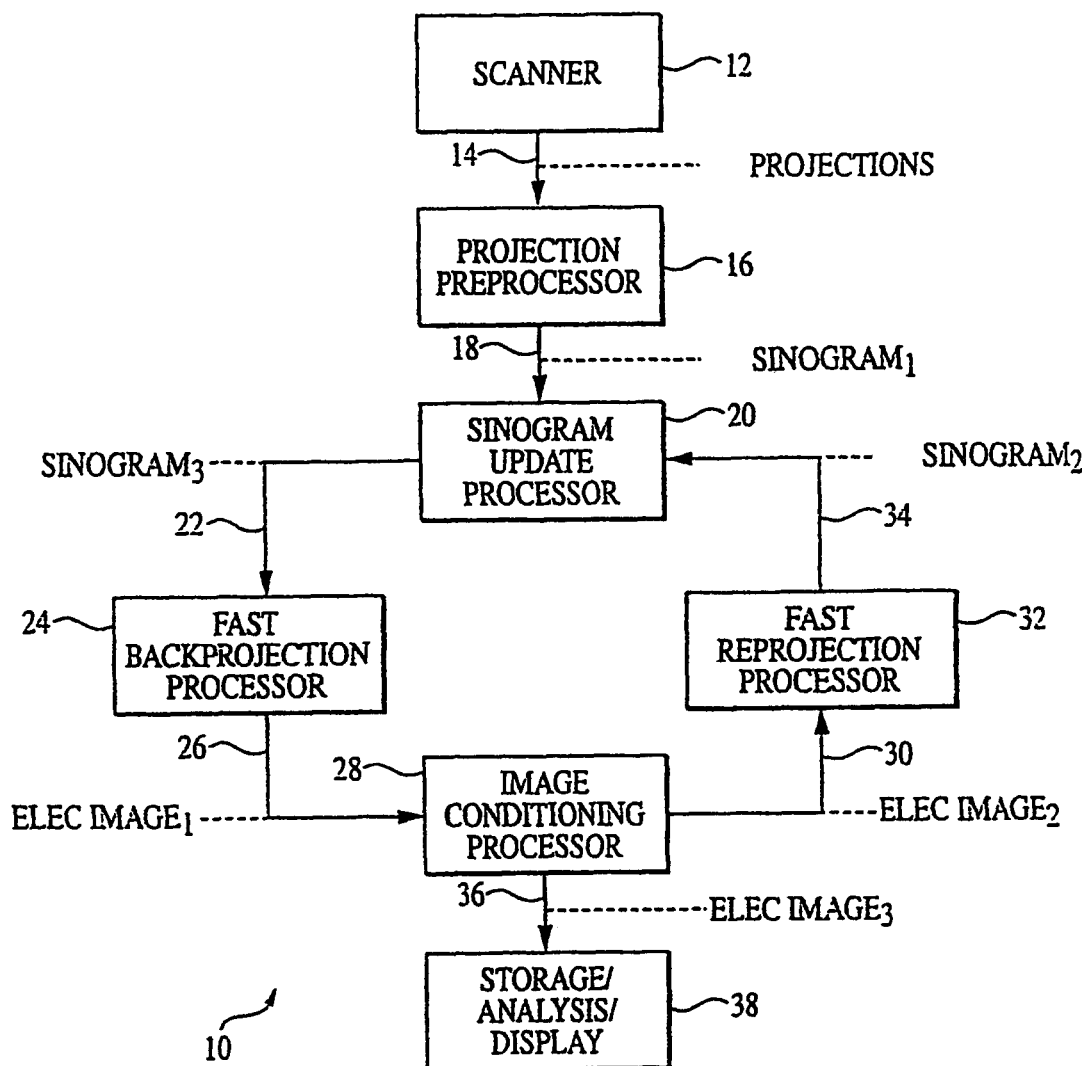 SCANNER
12
14
PROJECTIONS
PROJECTION
PREPROCESSOR
16
18
SINOGRAM1
20
SINOGRAM
UPDATE
PROCESSOR
SINOGRAM3
SINOGRAM2
22
34
24
FAST
BACKPROJECTION
PROCESSOR
FAST
REPROJECTION
PROCESSOR
32
26
28
30
IMAGE
CONDITIONING
PROCESSOR
ELEC IMAGE1
ELEC IMAGE2
36
ELEC IMAGE3
STORAGE/
ANALYSIS/
DISPLAY
38
10